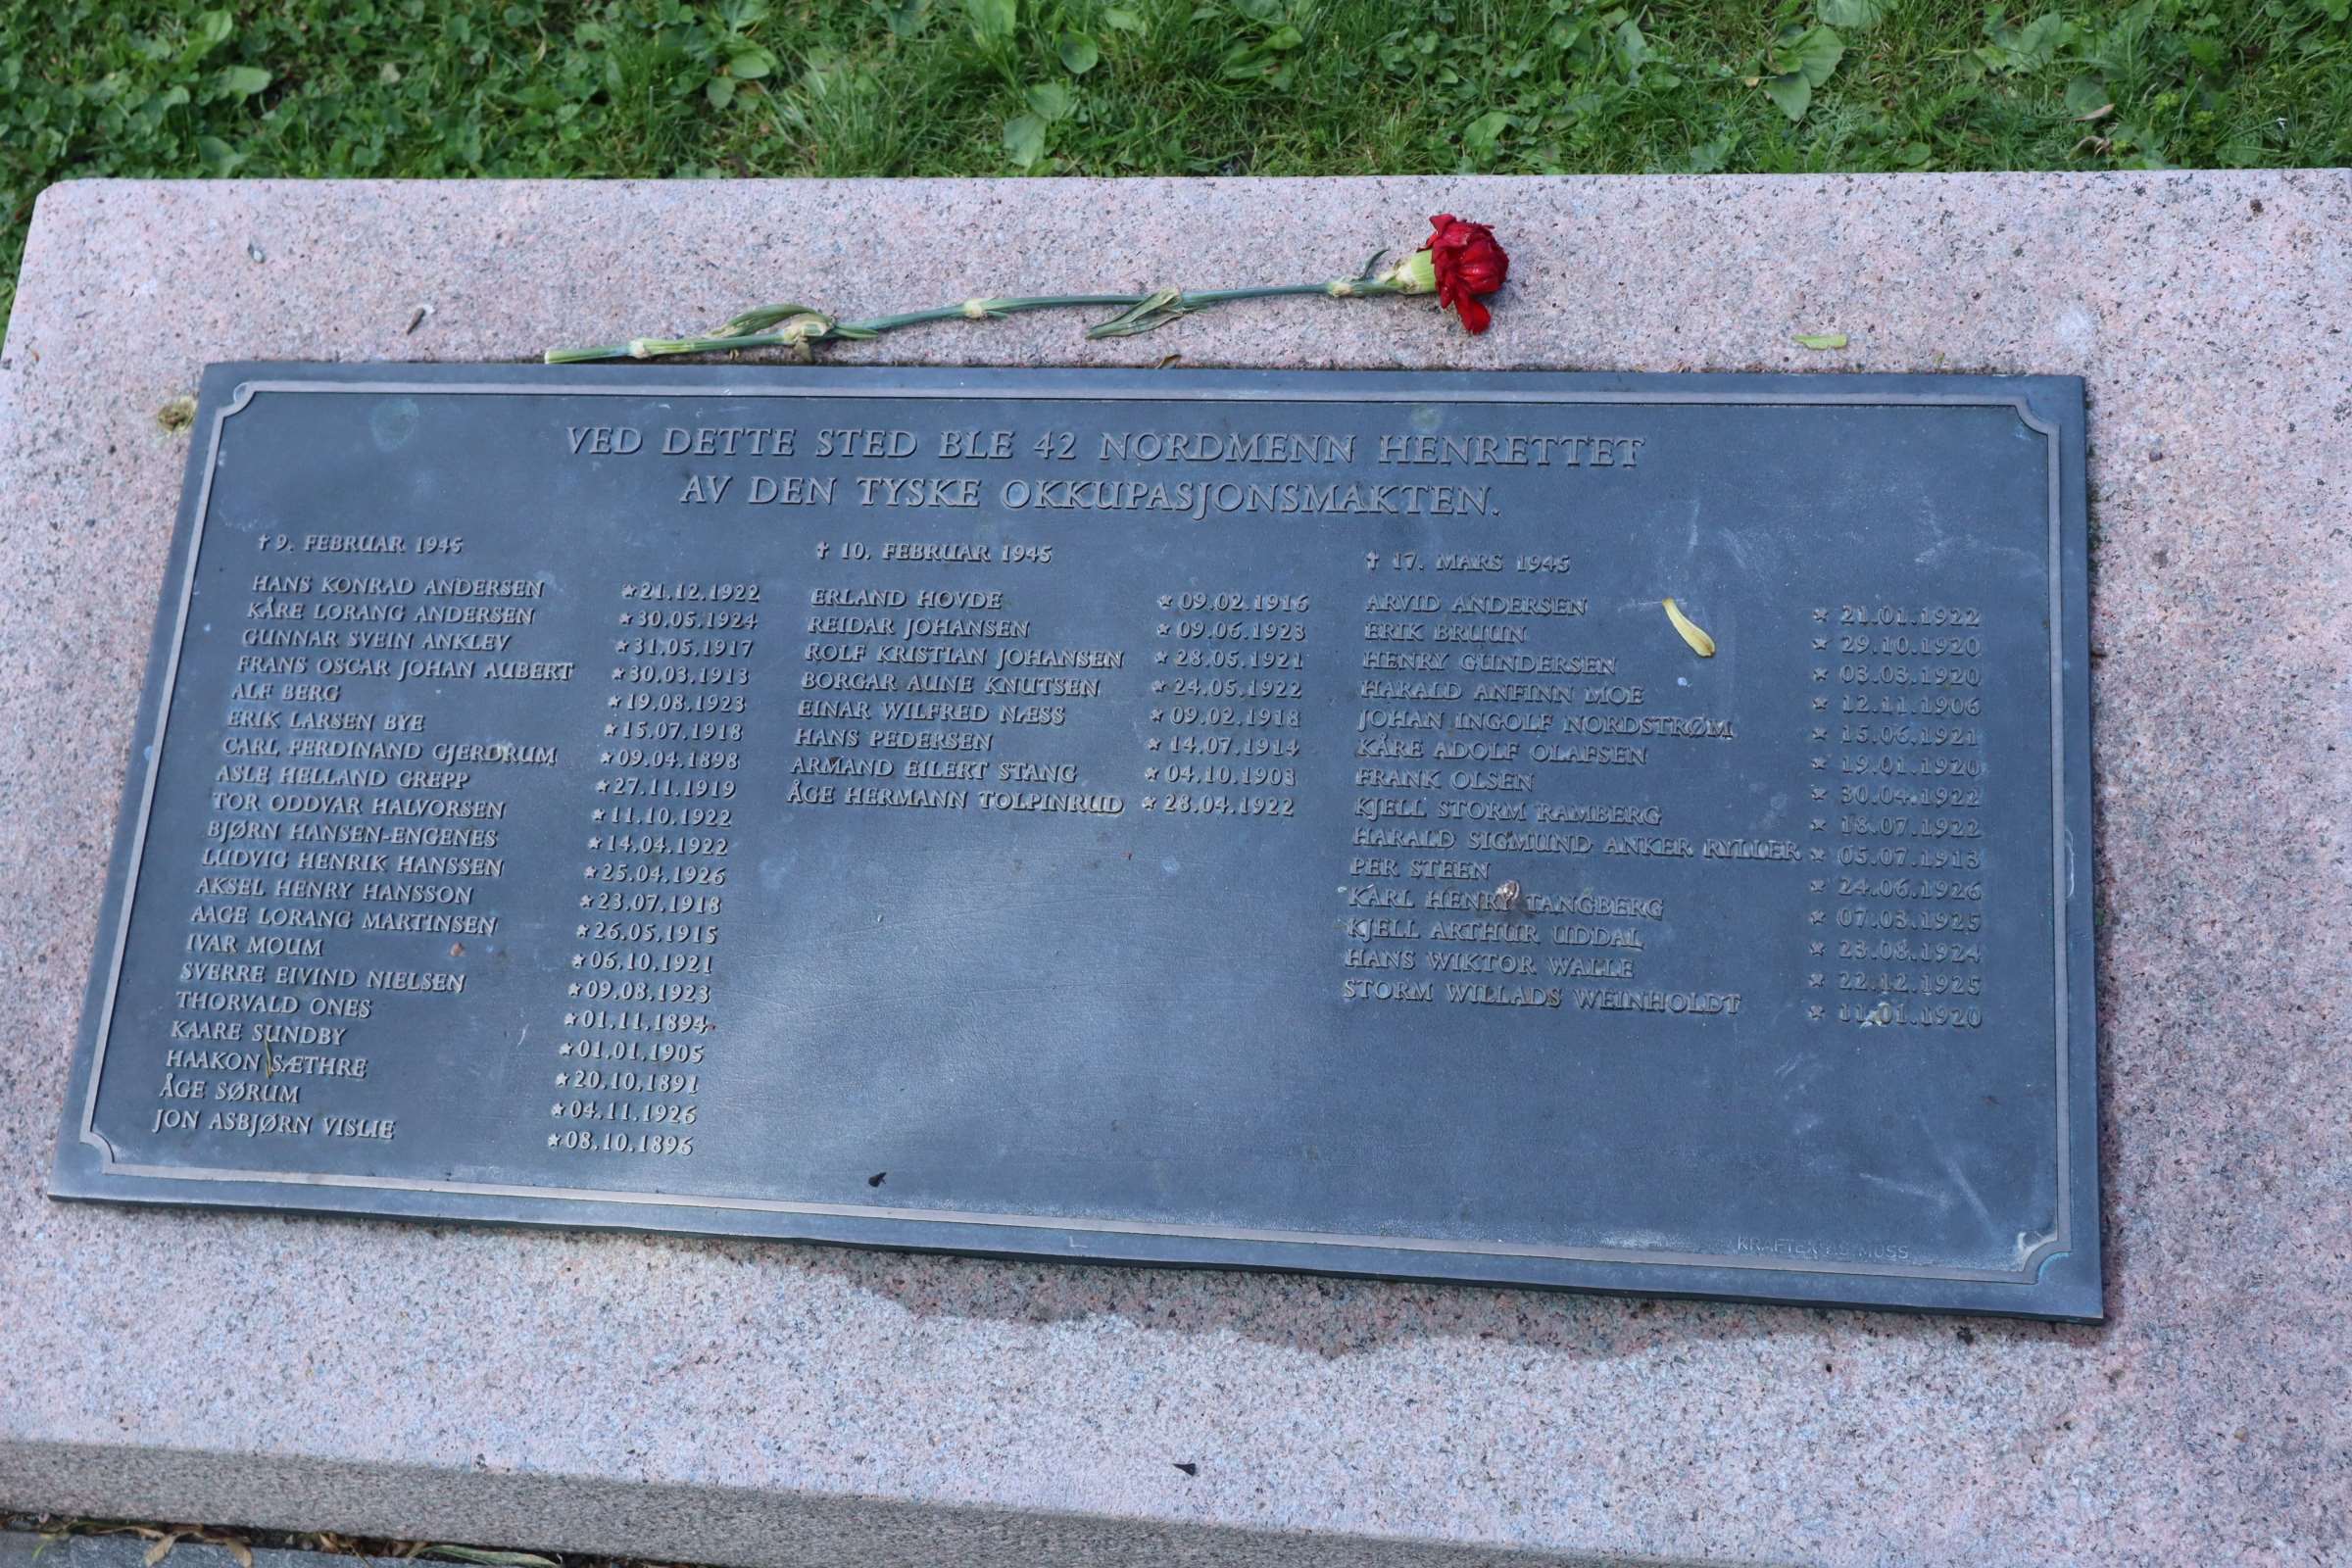 VED DETTE STED BLE 42 NORDMENN HENRETTET
AV DEN TYSKE OKKUPASJONSMAKTEN.
✝ 9. FEBRUAR 1945
HANS KONRAD ANDERSEN ★ 21.12.1922
KÅRE LORANG ANDERSEN ★ 30.05.1924
GUNNAR SVEIN ANKLEV ★ 31.05.1917
FRANS OSCAR JOHAN AUBERT ★ 30.03.1913
ALF BERG ★ 19.08.1923
ERIK LARSEN BYE ★ 15.07.1918
CARL FERDINAND GJERDRUM ★ 09.04.1898
ASLE HELLAND GREPP ★ 27.11.1919
TOR ODDVAR HALVORSEN ★ 11.10.1922
BJØRN HANSEN-ENGENES ★ 14.04.1922
LUDVIG HENRIK HANSSEN ★ 25.04.1926
AKSEL HENRY HANSSON ★ 23.07.1918
AAGE LORANG MARTINSEN ★ 26.05.1915
IVAR MOUM ★ 06.10.1921
SVERRE EIVIND NIELSEN ★ 09.08.1923
THORVALD ONES ★ 01.11.1894
KAARE SUNDBY ★ 01.01.1905
HAAKON SÆTHRE ★ 20.10.1891
ÅGE SØRUM ★ 04.11.1926
JON ASBJØRN VISLIE ★ 08.10.1896
✝ 10. FEBRUAR 1945
ERLAND HOVDE ★ 09.02.1916
REIDAR JOHANSEN ★ 09.06.1923
ROLF KRISTIAN JOHANSEN ★ 28.05.1921
BORGAR AUNE KNUTSEN ★ 24.05.1922
EINAR WILFRED NÆSS ★ 09.02.1918
HANS PEDERSEN ★ 14.07.1914
ARMAND EILERT STANG ★ 04.10.1903
ÅGE HERMANN TOLPINRUD ★ 28.04.1922
✝ 17. MARS 1945
ARVID ANDERSEN ★ 21.01.1922
ERIK BRUUN ★ 29.10.1920
HENRY GUNDERSEN ★ 03.03.1920
HARALD ANFINN MOE ★ 12.11.1906
JOHAN INGOLF NORDSTRØM ★ 15.06.1921
KÅRE ADOLF OLAFSEN ★ 19.01.1920
FRANK OLSEN ★ 30.04.1922
KJELL STORM RAMBERG ★ 18.07.1922
HARALD SIGMUND ANKER RYLLER ★ 05.07.1913
PER STEEN ★ 24.06.1926
KARL HENRY TANGBERG ★ 07.03.1925
KJELL ARTHUR UDDAL ★ 23.08.1924
HANS WIKTOR WALLE ★ 22.12.1925
STORM WILLADS WEINHOLDT ★ 11.01.1920